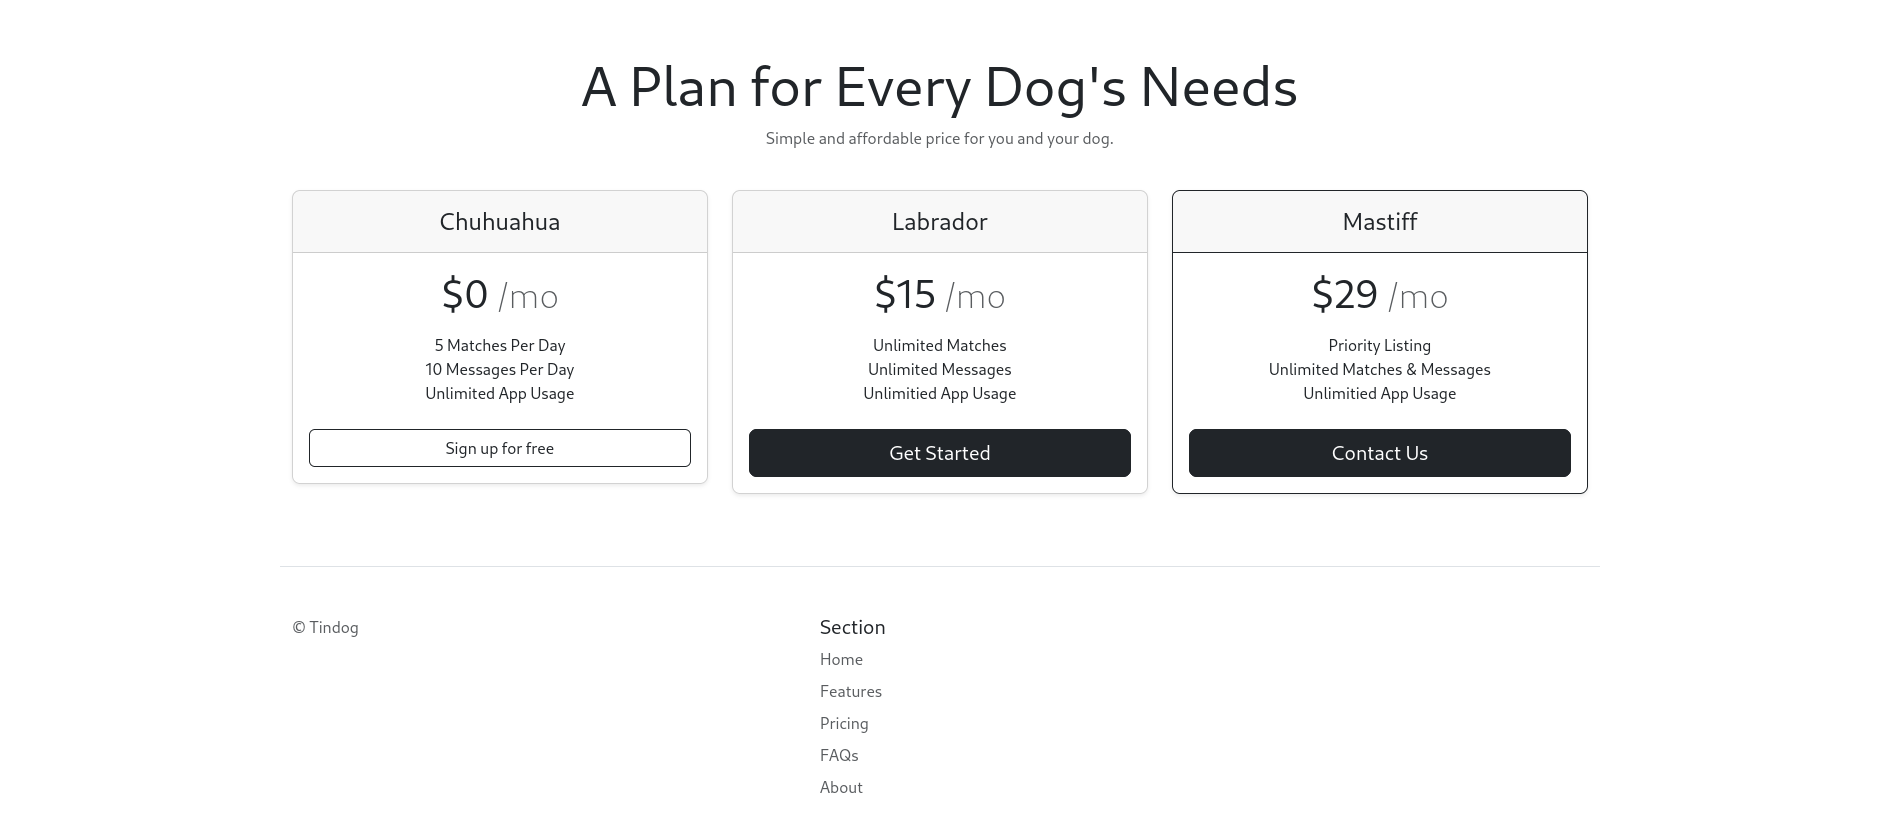 A Plan for Every Dog's Needs
Simple and affordable price for you and your dog.
Chuhuahua
$0 /mo
5 Matches Per Day
10 Messages Per Day
Unlimited App Usage
Sign up for free
Labrador
$15 /mo
Unlimited Matches
Unlimited Messages
Unlimitied App Usage
Get Started
Mastiff
$29 /mo
Priority Listing
Unlimited Matches & Messages
Unlimitied App Usage
Contact Us
© Tindog
Section
Home
Features
Pricing
FAQs
About